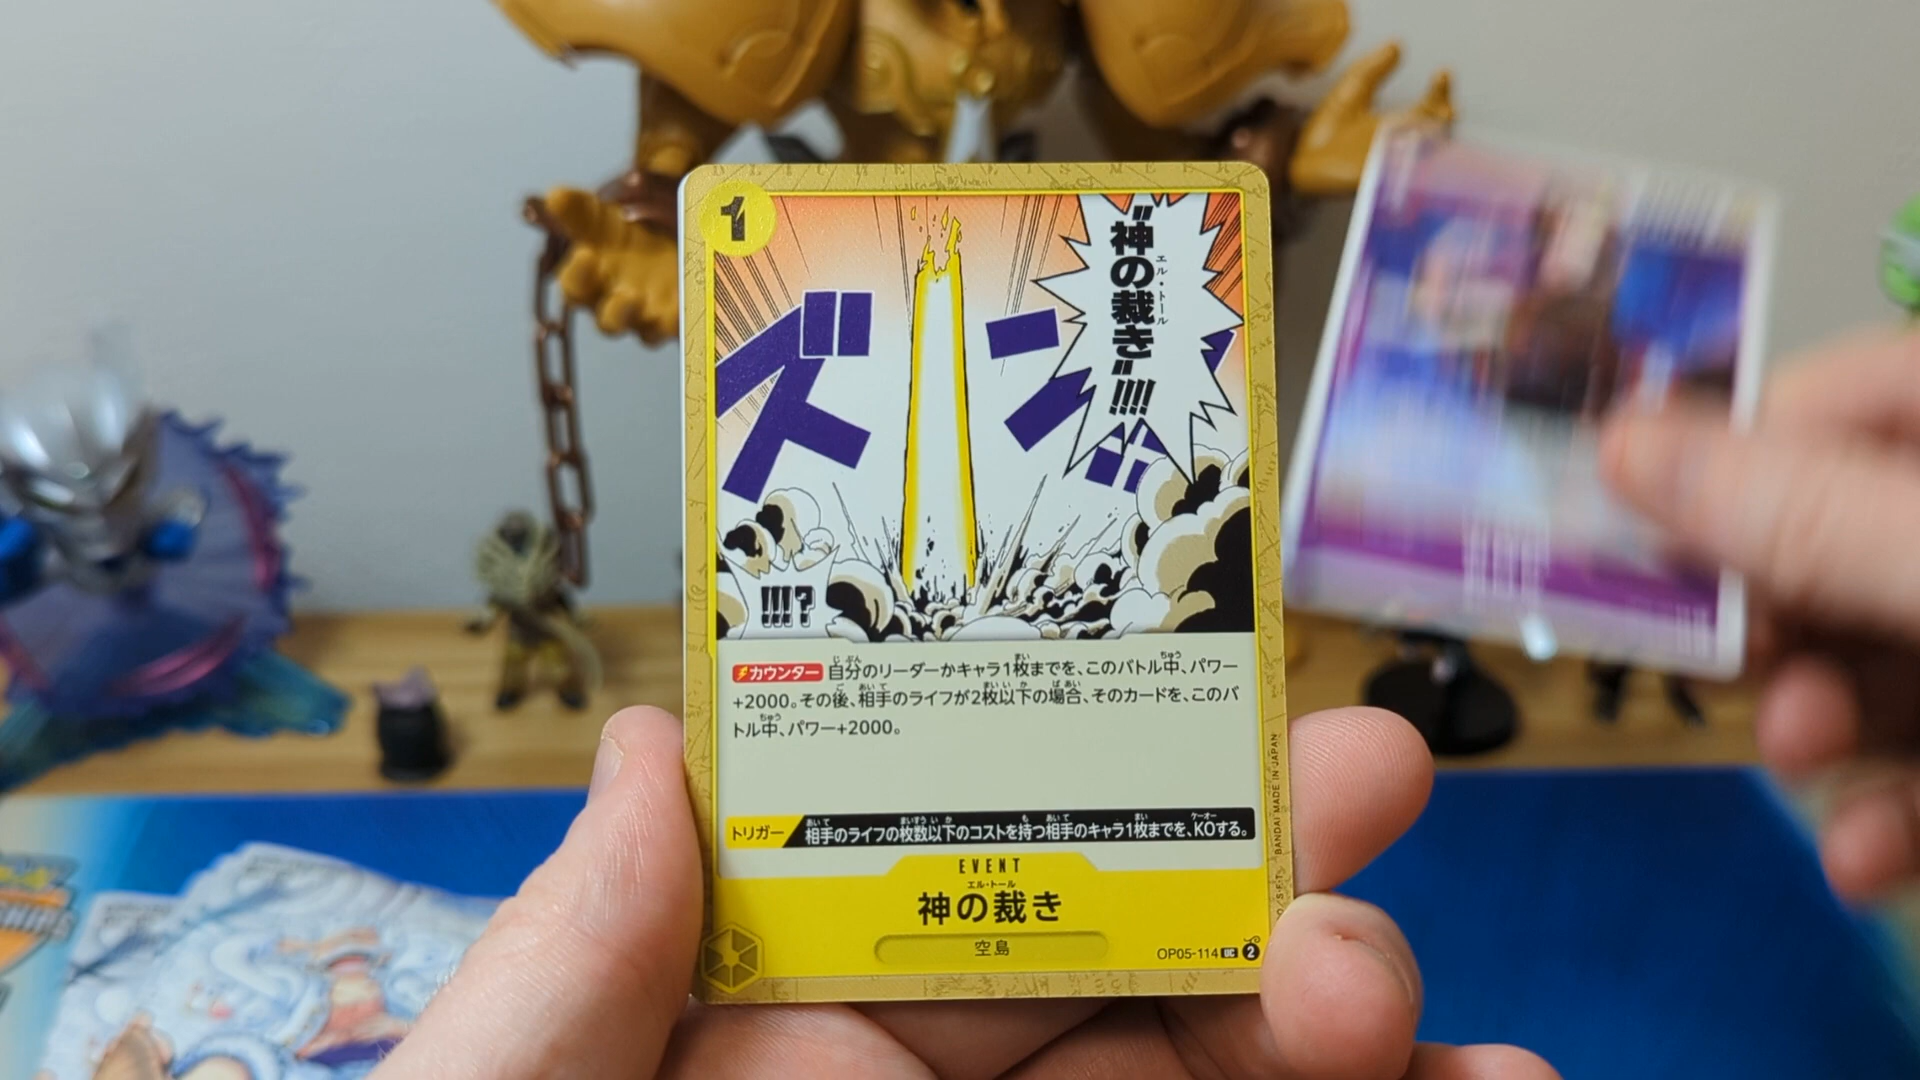 1
"神の裁き"!!!!
エル・トール
ズン!!
!!!?
カウンター 自分のリーダーかキャラ1枚までを、このバトル中、パワー
+2000。その後、相手のライフが2枚以下の場合、そのカードを、このバ
トル中、パワー+2000。
トリガー 相手のライフの枚数以下のコストを持つ相手のキャラ1枚までを、KOする。
EVENT
エル・トール
神の裁き
空島
OP05-114 UC 2
BANDAI MADE IN JAPAN